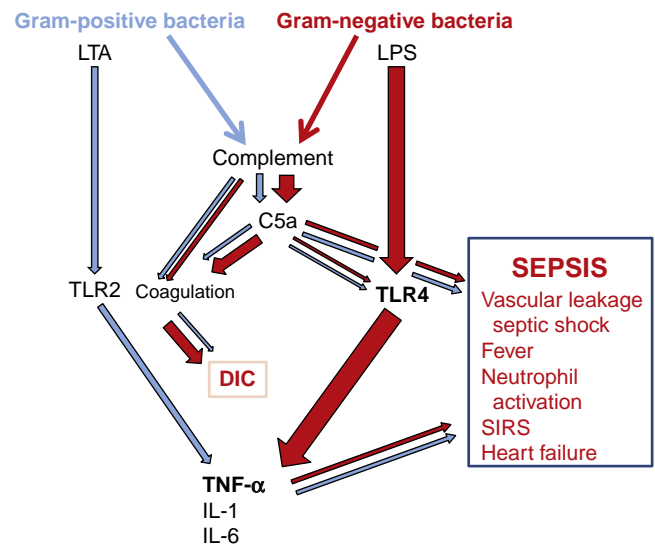 Gram-positive bacteria
Gram-negative bacteria
LTA
LPS
Complement
C5a
TLR2
Coagulation
TLR4
DIC
SEPSIS
Vascular leakage
septic shock
Fever
Neutrophil
activation
SIRS
Heart failure
TNF-α
IL-1
IL-6